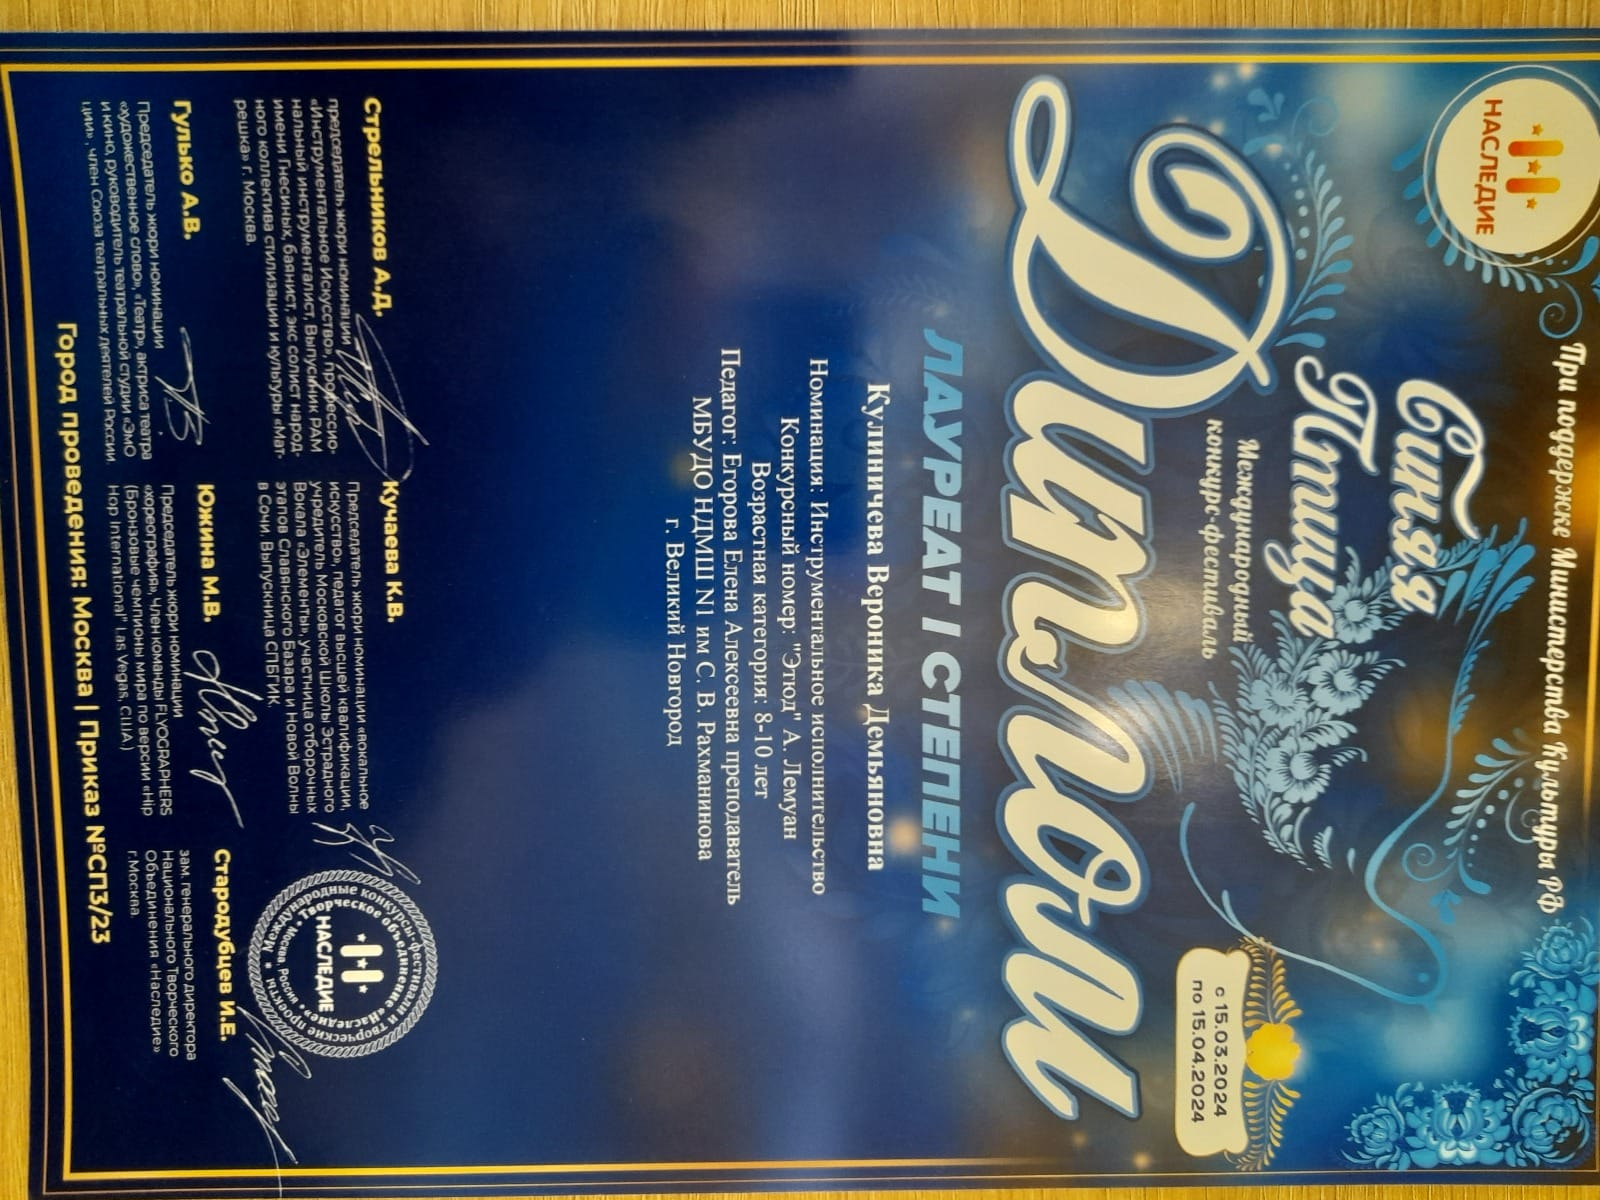 НАСЛЕДИЕ
При поддержке Министерства Культуры РФ
Синяя
Птица
Международный
конкурс-фестиваль
с 15.03.2024
по 15.04.2024
Диплом
ЛАУРЕАТ I СТЕПЕНИ
Кулиничева Вероника Демьяновна
Номинация: Инструментальное исполнительство
Конкурсный номер: "Этюд" А. Лемуан
Возрастная категория: 8-10 лет
Педагог: Егорова Елена Алексеевна преподаватель
МБУДО НДМШ N1 им С. В. Рахманинова
г. Великий Новгород
Стрельников А.Д.
председатель жюри номинации
«Инструментальное Искусство», профессио-
нальный инструменталист, Выпускник РАМ
имени Гнесиных, баянист, экс солист народ-
ного коллектива стилизации и культуры «Мат-
решка» г. Москва.
Кучаева К.В.
Председатель жюри номинации «вокальное
искусство», педагог высшей квалификации,
учредитель Московской Школы Эстрадного
Вокала «Элементы», участница отборочных
этапов Славянского Базара и Новой Волны
в Сочи. Выпускница СПБГИК.
Международные конкурсы-фестивали и творческие проекты
Творческое объединение «Наследие»
Москва, Россия
НАСЛЕДИЕ
Гулько А.В.
Председатель жюри номинации
«художественное слово», «Театр», актриса театра
и кино, руководитель театральной студии «ЭмО
ции», член Союза театральных деятелей России.
Южина М.В.
Председатель жюри номинации
«хореография», Член команды FLYOGRAPHERS
(Бронзовые чемпионы мира по версии «Hip
Hop International" Las Vegas, США)
Стародубцев И.Е.
зам. генерального директора
Национального Творческого
Объединения «Наследие»
г.Москва.
Город проведения: Москва | Приказ №СП3/23